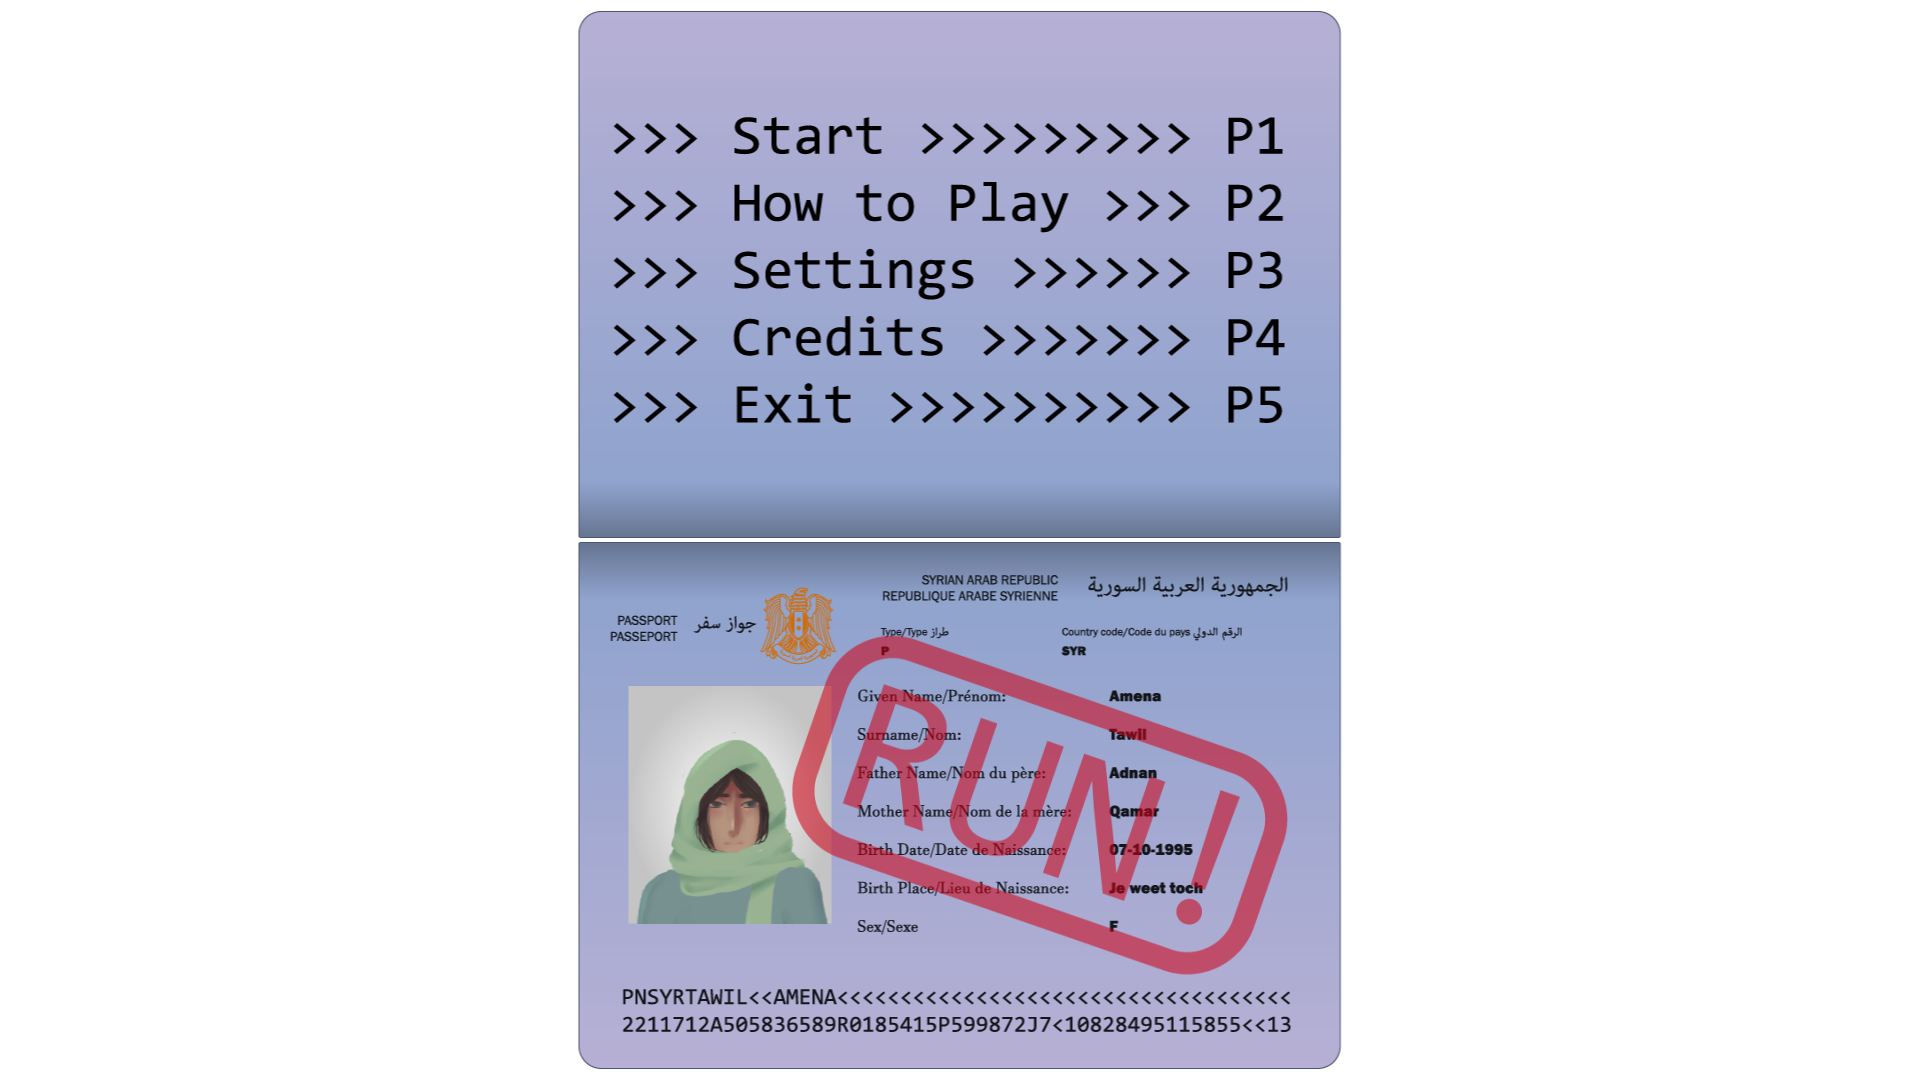 >>> Start >>>>>>>>> P1
>>> How to Play >>> P2
>>> Settings >>>>>> P3
>>> Credits >>>>>>> P4
>>> Exit >>>>>>>>>> P5
SYRIAN ARAB REPUBLIC
REPUBLIQUE ARABE SYRIENNE
الجمهورية العربية السورية
PASSPORT
PASSEPORT
جواز سفر
Type/Type طراز
P
Country code/Code du pays الرقم الدولي
SYR
Given Name/Prénom: Amena
Surname/Nom: Tawil
Father Name/Nom du père: Adnan
Mother Name/Nom de la mère: Qamar
Birth Date/Date de Naissance: 07-10-1995
Birth Place/Lieu de Naissance: Je weet toch
Sex/Sexe F
RUN!
PNSYRTAWIL<<AMENA<<<<<<<<<<<<<<<<<<<<<<<<<<<<<<<<<<<<
2211712A505836589R0185415P599872J7<10828495115855<<13